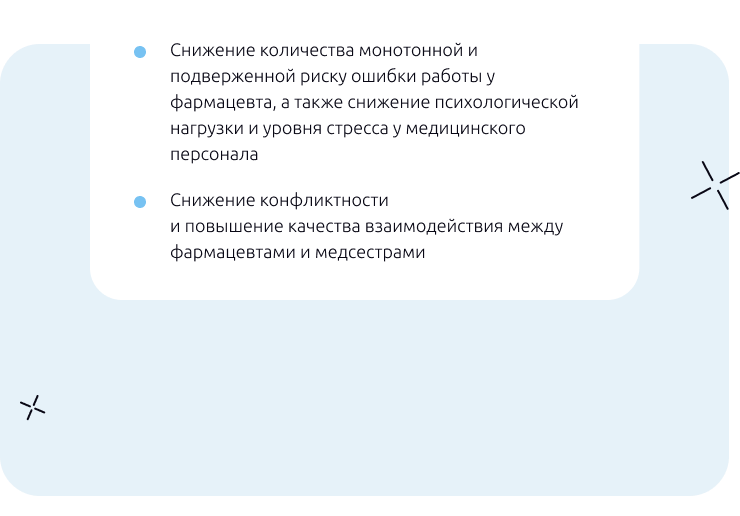 Снижение количества монотонной и
подверженной риску ошибки работы у
фармацевта, а также снижение психологической
нагрузки и уровня стресса у медицинского
персонала
Снижение конфликтности
и повышение качества взаимодействия между
фармацевтами и медсестрами